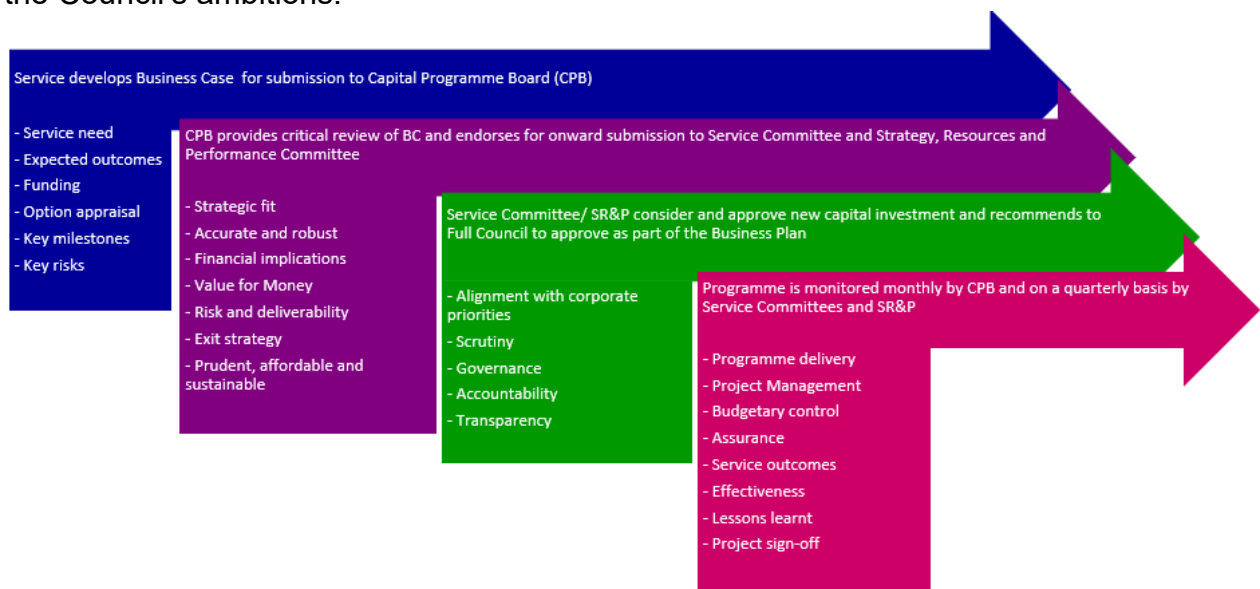 the Council's ambitions.
Service develops Business Case for submission to Capital Programme Board (CPB)
- Service need
- Expected outcomes
- Funding
- Option appraisal
- Key milestones
- Key risks
CPB provides critical review of BC and endorses for onward submission to Service Committee and Strategy, Resources and
Performance Committee
- Strategic fit
- Accurate and robust
- Financial implications
- Value for Money
- Risk and deliverability
- Exit strategy
- Prudent, affordable and
sustainable
Service Committee/ SR&P consider and approve new capital investment and recommends to
Full Council to approve as part of the Business Plan
- Alignment with corporate
priorities
- Scrutiny
- Governance
- Accountability
- Transparency
Programme is monitored monthly by CPB and on a quarterly basis by
Service Committees and SR&P
- Programme delivery
- Project Management
- Budgetary control
- Assurance
- Service outcomes
- Effectiveness
- Lessons learnt
- Project sign-off